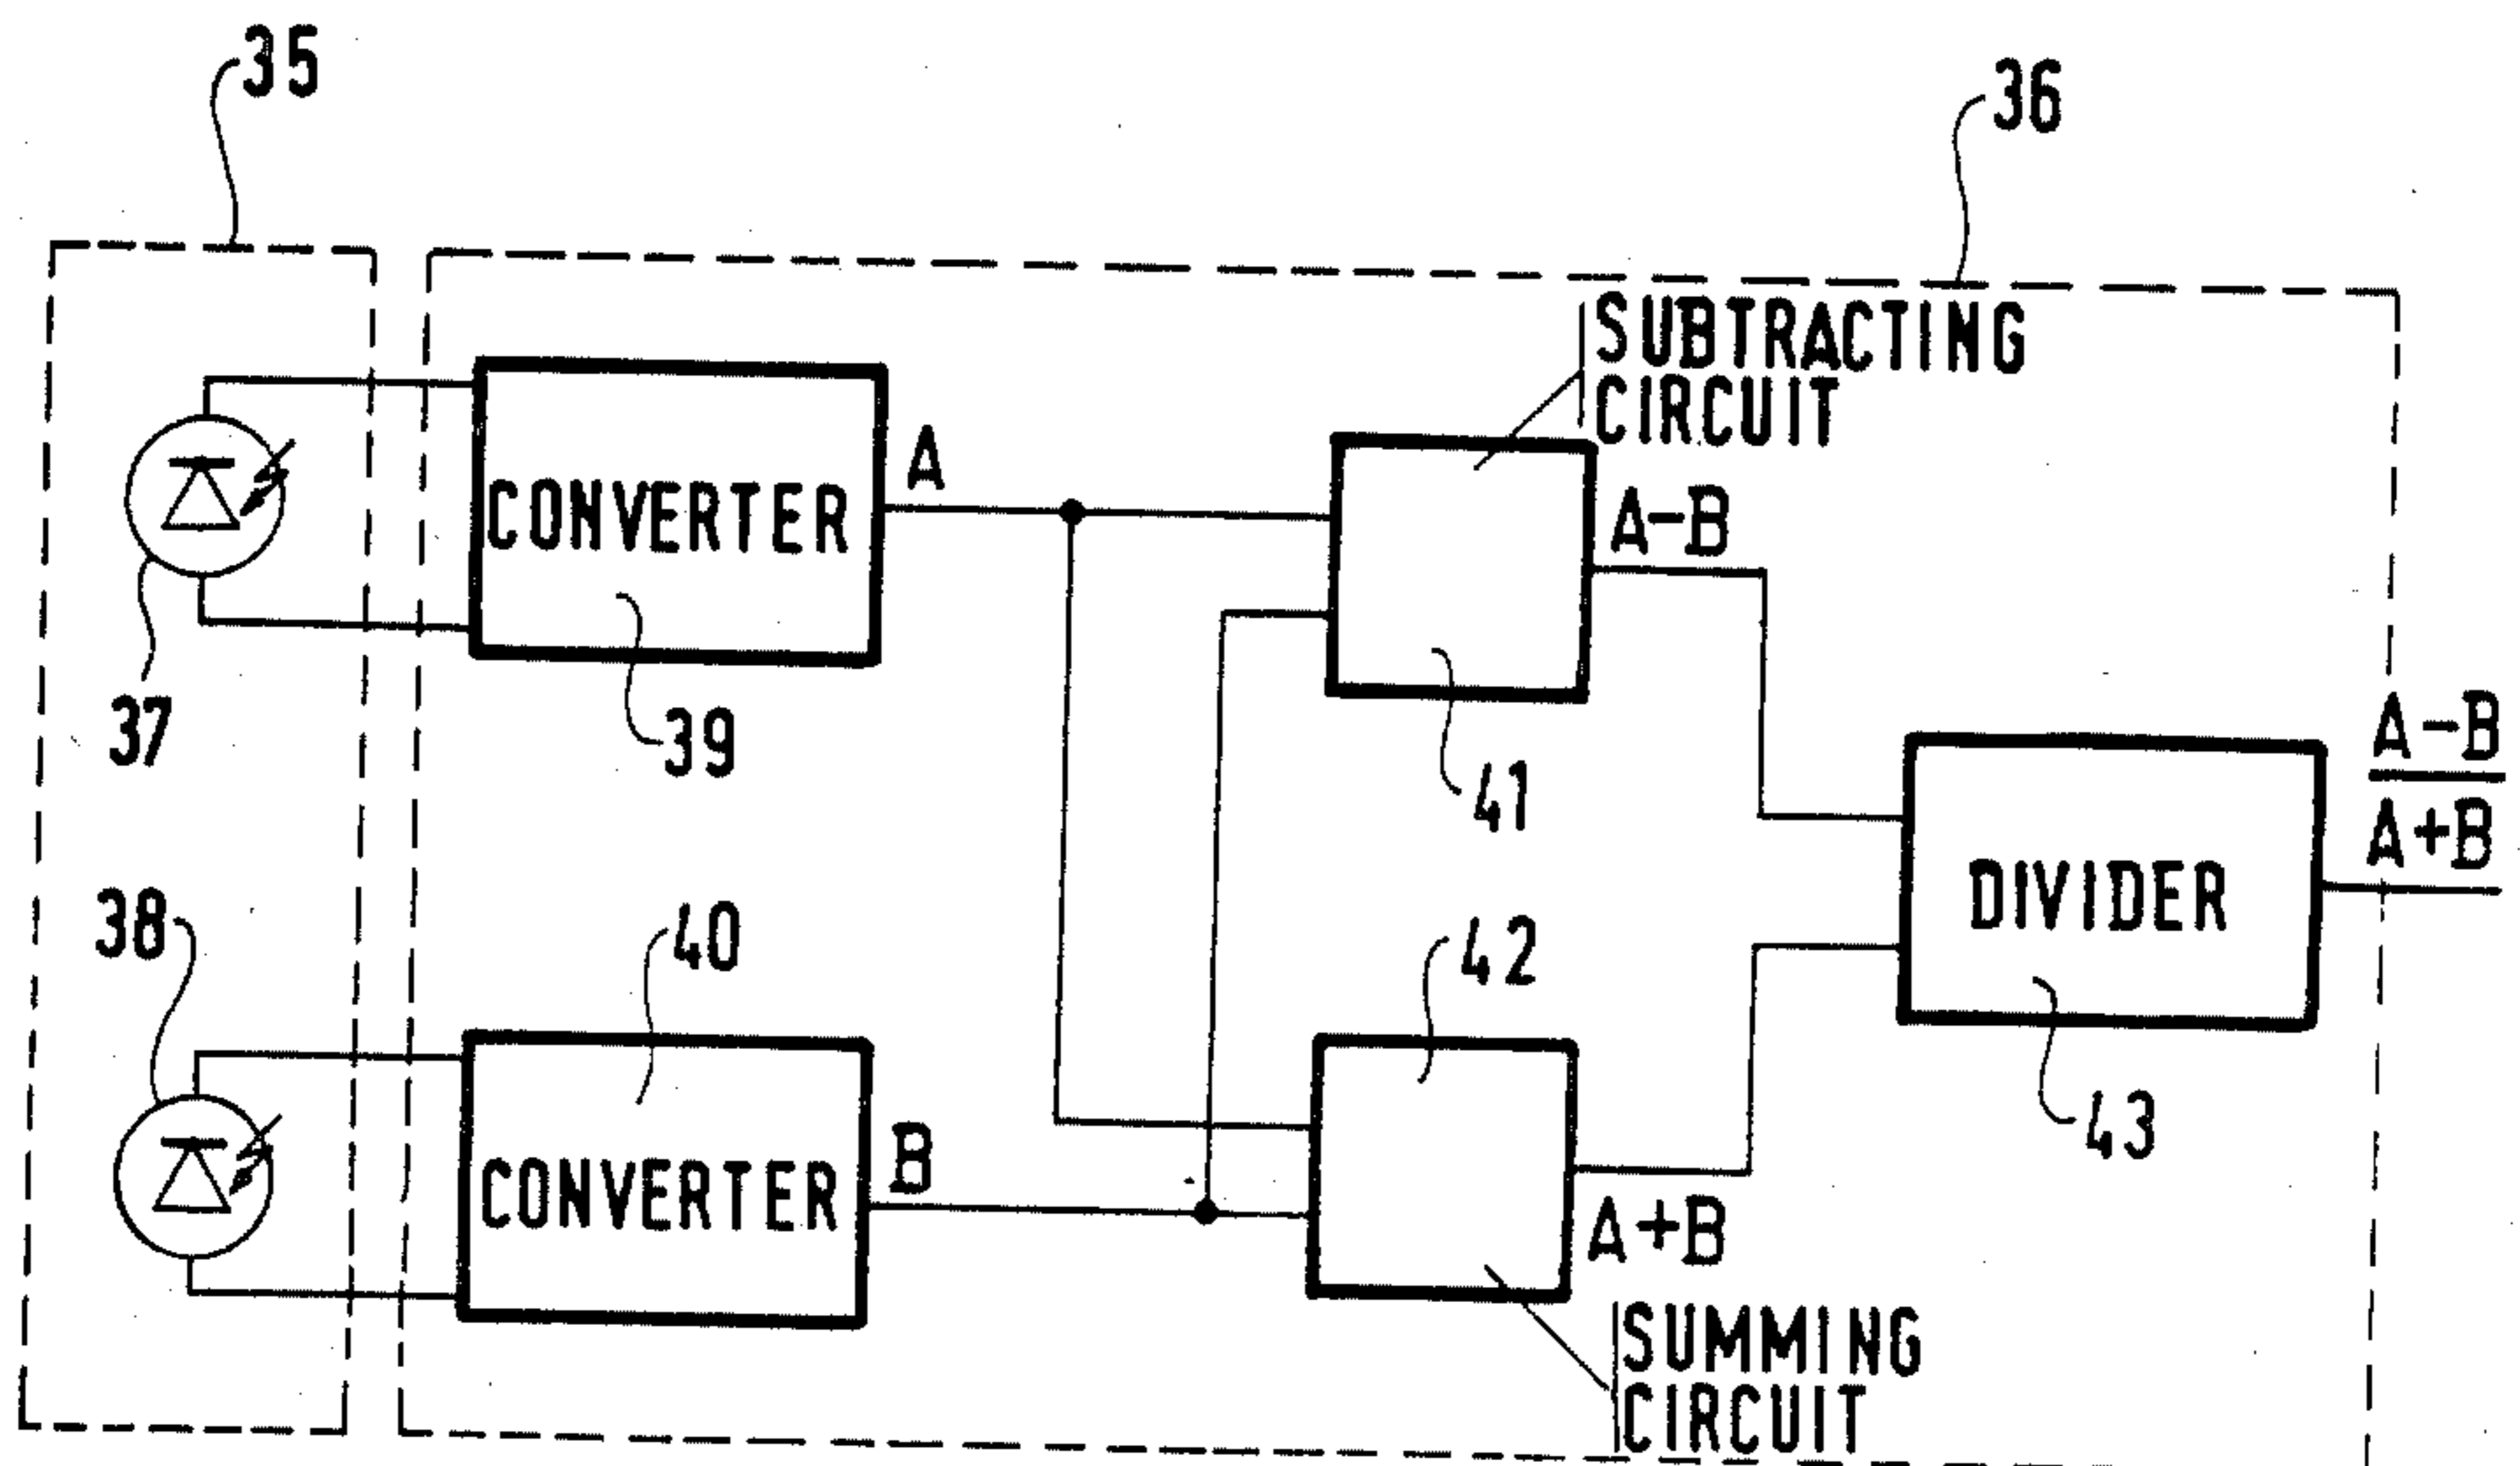 35
36
SUBTRACTING
CIRCUIT
A
CONVERTER
A-B
37
39
41
A-B
A+B
DIVIDER
38
40
42
43
B
CONVERTER
A+B
SUMMING
CIRCUIT